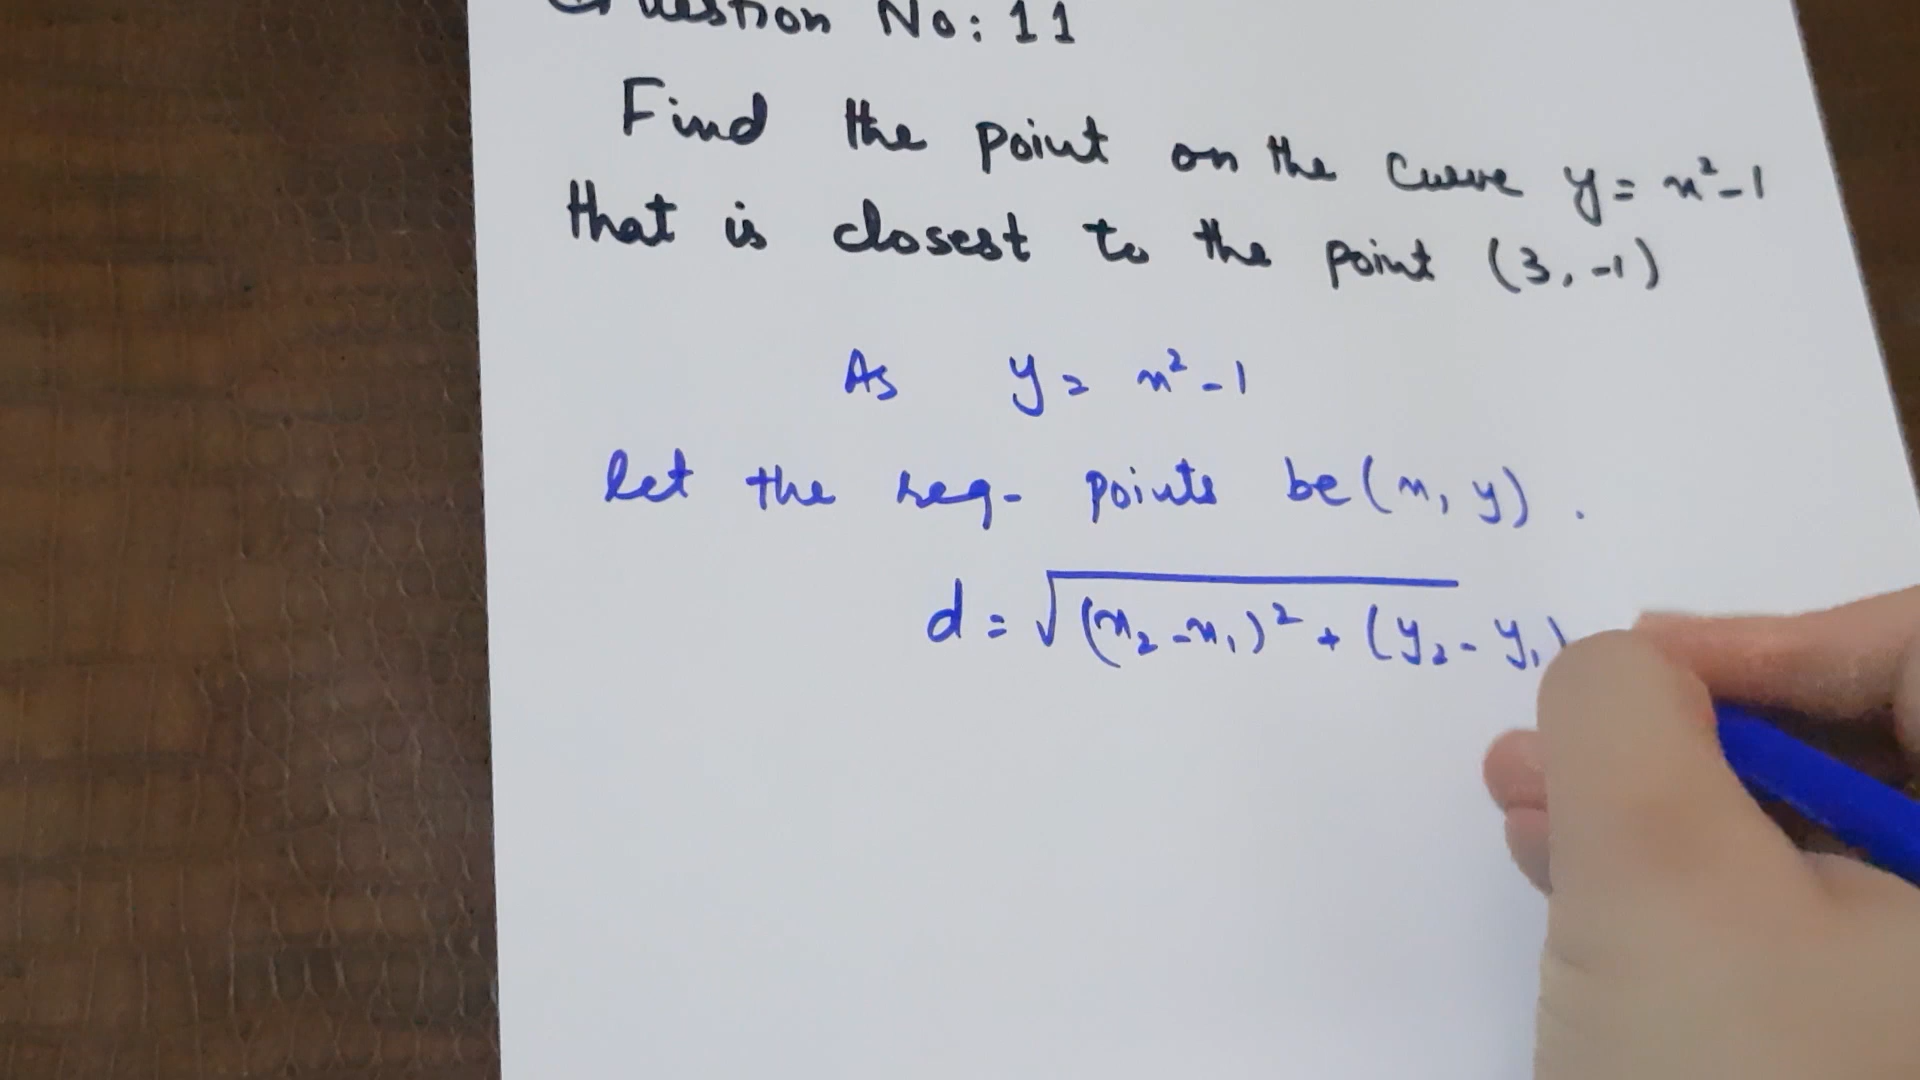 Question No: 11
Find the point on the curve y = x² - 1
that is closest to the point (3, -1)
As y = x² - 1
let the req. points be (x, y).
d = √(x₂ - x₁)² + (y₂ - y₁)